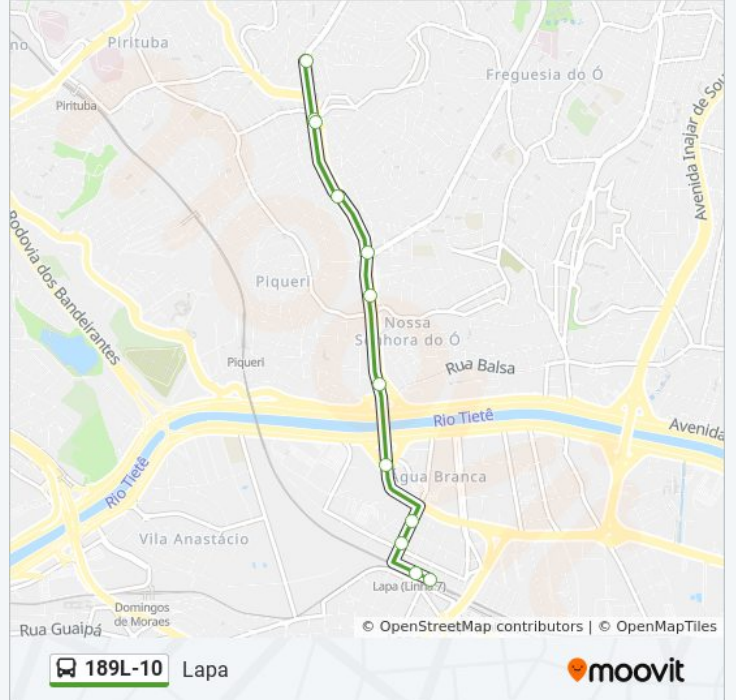 no
Pirituba
Freguesia do Ó
Pirituba
Avenida Inajar de Sou
Rodovia dos Bandeirantes
Piqueri
Nossa
Senhora do Ó
Piqueri
Rua Balsa
Rio Tietê
Avenida
Água Branca
Rio Tietê
Vila Anastácio
Lapa (Linha 7)
Domingos
de Moraes
Rua Guaipá
© OpenStreetMap contributors | © OpenMapTiles
189L-10 Lapa
moovit